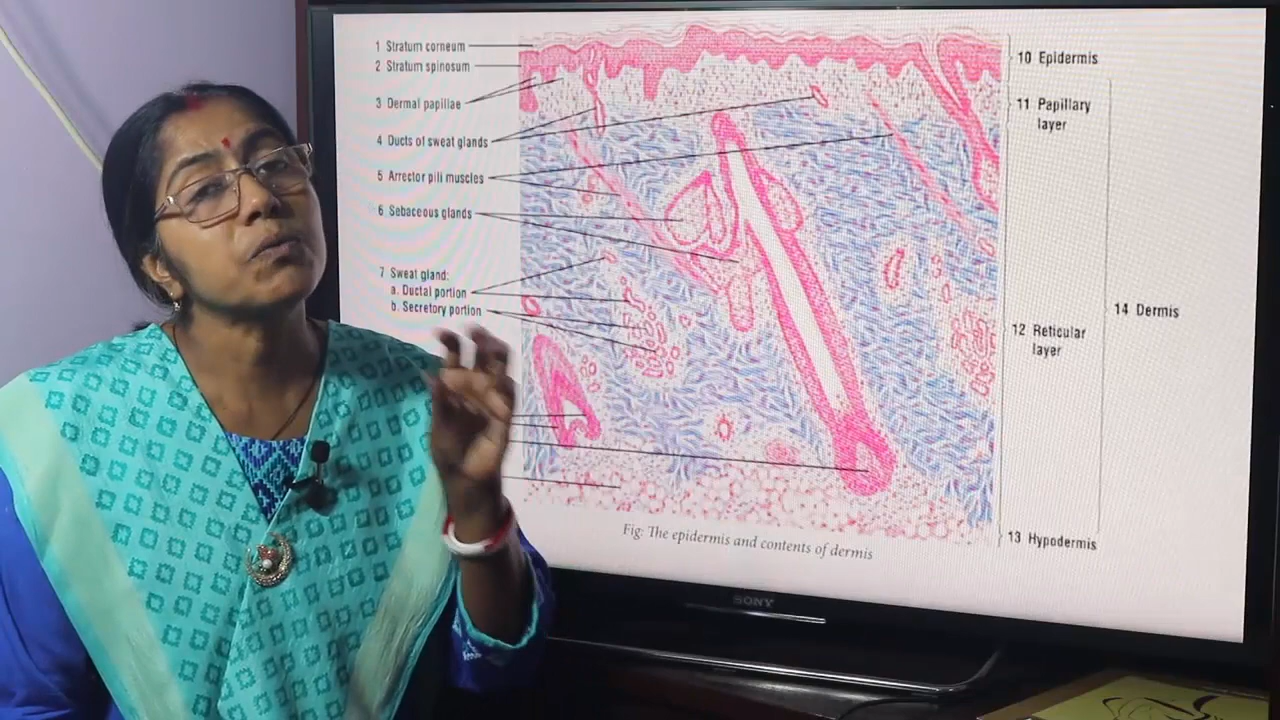 1 Stratum corneum
2 Stratum spinosum
3 Dermal papillae
4 Ducts of sweat glands
5 Arrector pili muscles
6 Sebaceous glands
7 Sweat gland:
a. Ductal portion
b. Secretory portion
10 Epidermis
11 Papillary
layer
12 Reticular
layer
14 Dermis
13 Hypodermis
Fig: The epidermis and contents of dermis
SONY